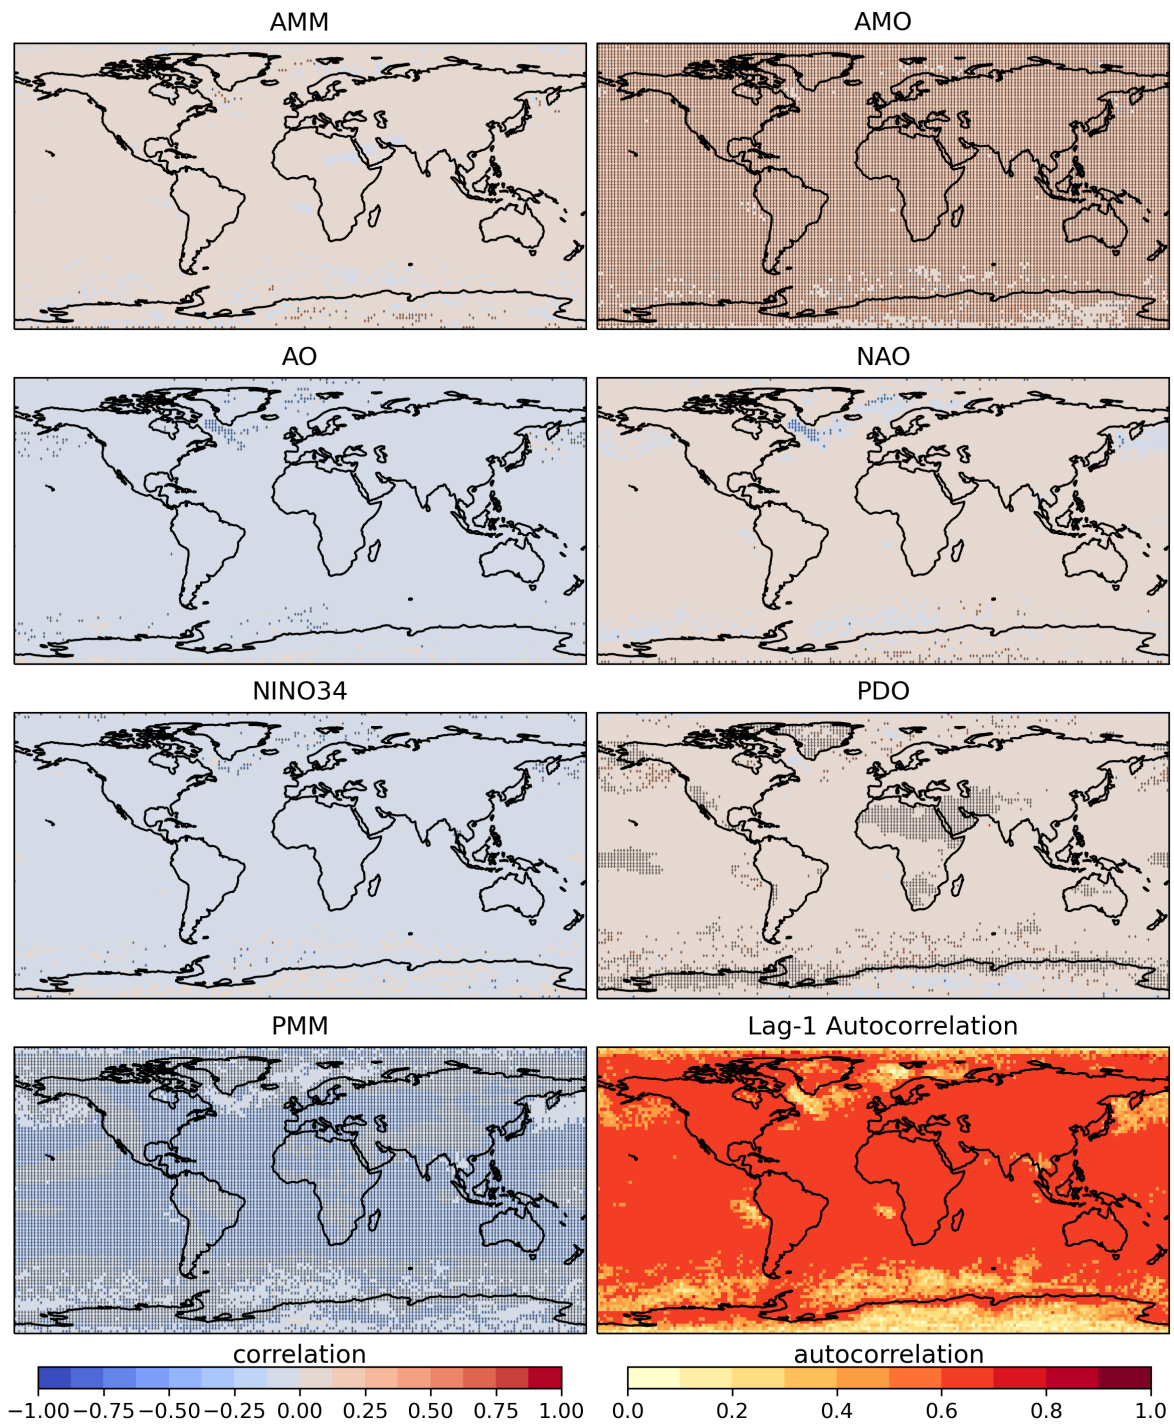 AMM AMO
AO NAO
NINO34 PDO
PMM Lag-1 Autocorrelation
correlation autocorrelation
−1.00 −0.75 −0.50 −0.25 0.00 0.25 0.50 0.75 1.00 0.0 0.2 0.4 0.6 0.8 1.0